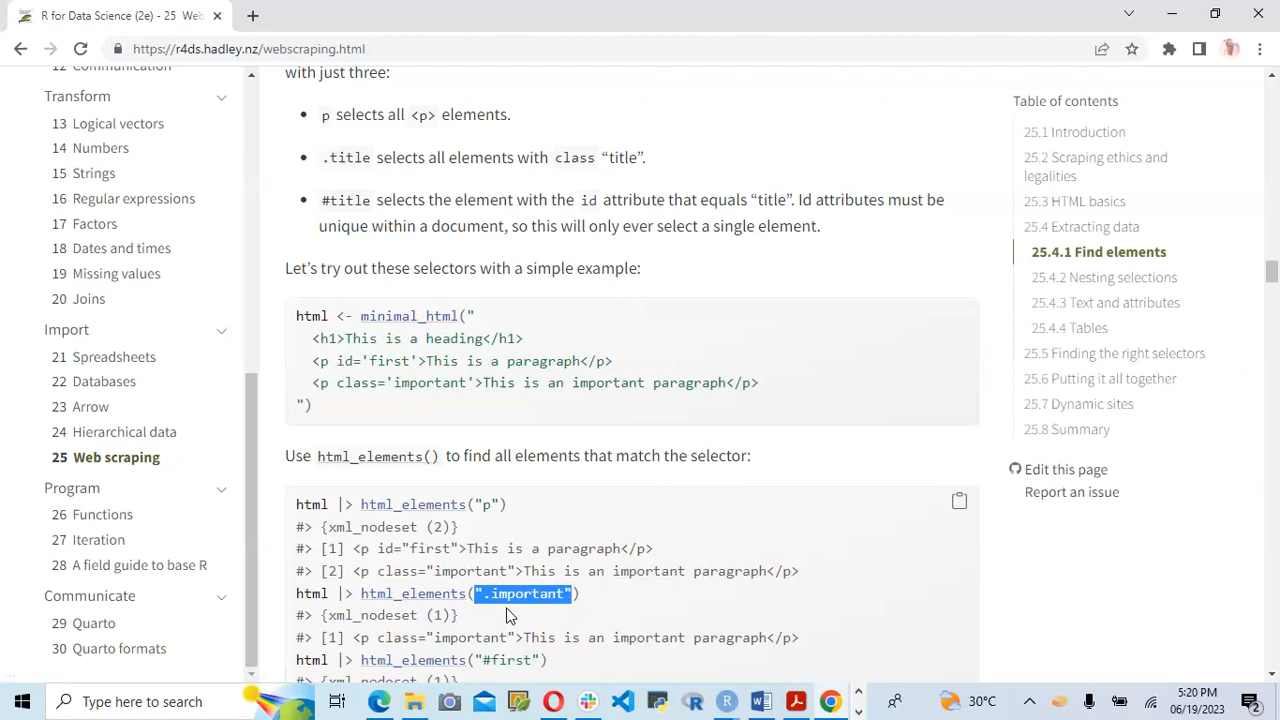 R for Data Science (2e) - 25 Web
https://r4ds.hadley.nz/webscraping.html
12 Communication
Transform
13 Logical vectors
14 Numbers
15 Strings
16 Regular expressions
17 Factors
18 Dates and times
19 Missing values
20 Joins
Import
21 Spreadsheets
22 Databases
23 Arrow
24 Hierarchical data
25 Web scraping
Program
26 Functions
27 Iteration
28 A field guide to base R
Communicate
29 Quarto
30 Quarto formats
with just three:
• p selects all <p> elements.
• .title selects all elements with class “title”.
• #title selects the element with the id attribute that equals “title”. Id attributes must be
unique within a document, so this will only ever select a single element.
Let’s try out these selectors with a simple example:
html <- minimal_html("
<h1>This is a heading</h1>
<p id='first'>This is a paragraph</p>
<p class='important'>This is an important paragraph</p>
")
Use html_elements() to find all elements that match the selector:
html |> html_elements("p")
#> {xml_nodeset (2)}
#> [1] <p id="first">This is a paragraph</p>
#> [2] <p class="important">This is an important paragraph</p>
html |> html_elements(".important")
#> {xml_nodeset (1)}
#> [1] <p class="important">This is an important paragraph</p>
html |> html_elements("#first")
#> {xml_nodeset (1)}
Table of contents
25.1 Introduction
25.2 Scraping ethics and
legalities
25.3 HTML basics
25.4 Extracting data
25.4.1 Find elements
25.4.2 Nesting selections
25.4.3 Text and attributes
25.4.4 Tables
25.5 Finding the right selectors
25.6 Putting it all together
25.7 Dynamic sites
25.8 Summary
Edit this page
Report an issue
Type here to search
30°C
5:20 PM
06/19/2023
2